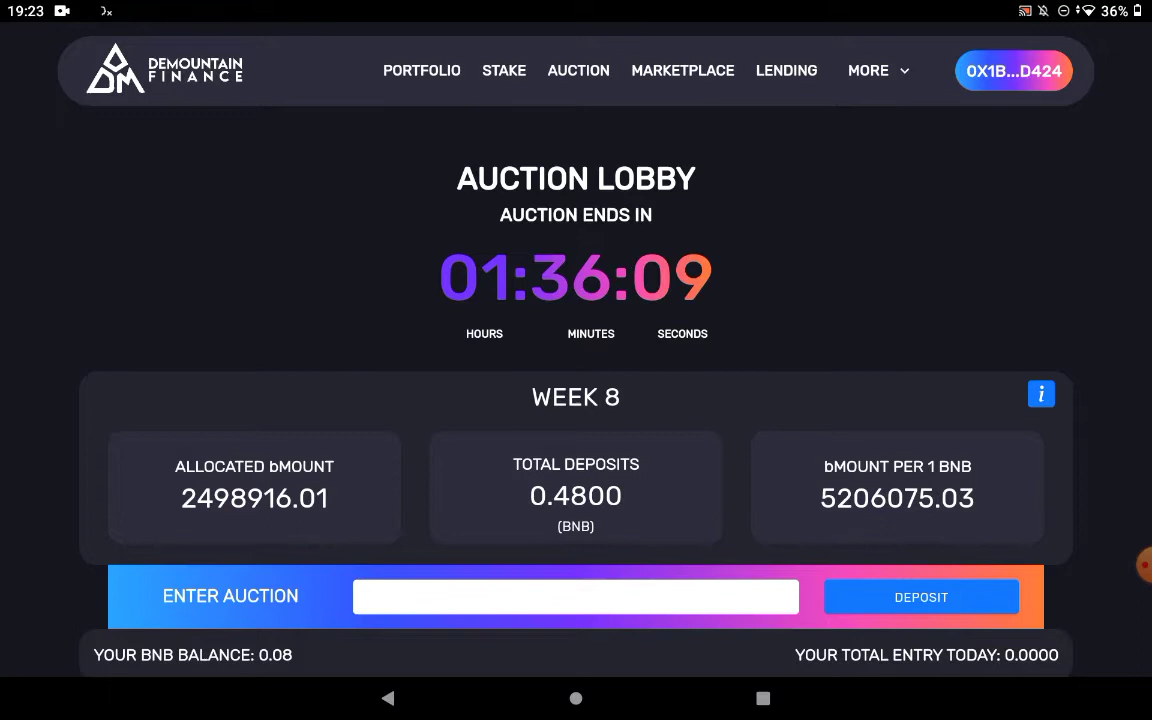 19:23
36%
DEMOUNTAIN
FINANCE
PORTFOLIO STAKE AUCTION MARKETPLACE LENDING MORE
0X1B...D424
AUCTION LOBBY
AUCTION ENDS IN
01:36:09
HOURS MINUTES SECONDS
WEEK 8
i
ALLOCATED bMOUNT
2498916.01
TOTAL DEPOSITS
0.4800
(BNB)
bMOUNT PER 1 BNB
5206075.03
ENTER AUCTION
DEPOSIT
YOUR BNB BALANCE: 0.08
YOUR TOTAL ENTRY TODAY: 0.0000